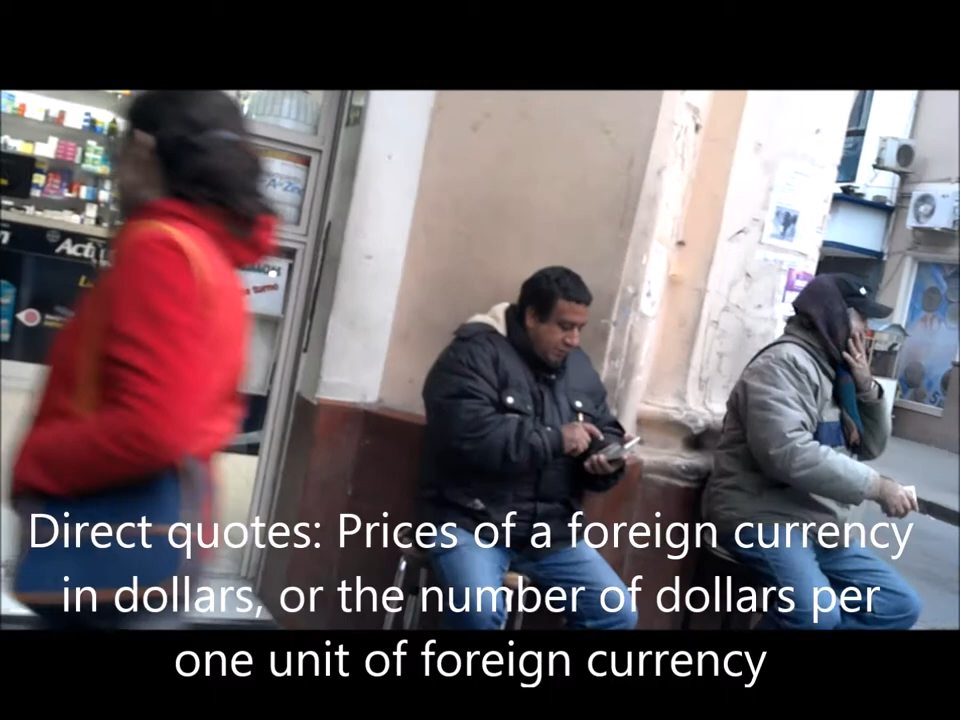 Direct quotes: Prices of a foreign currency
in dollars, or the number of dollars per
one unit of foreign currency